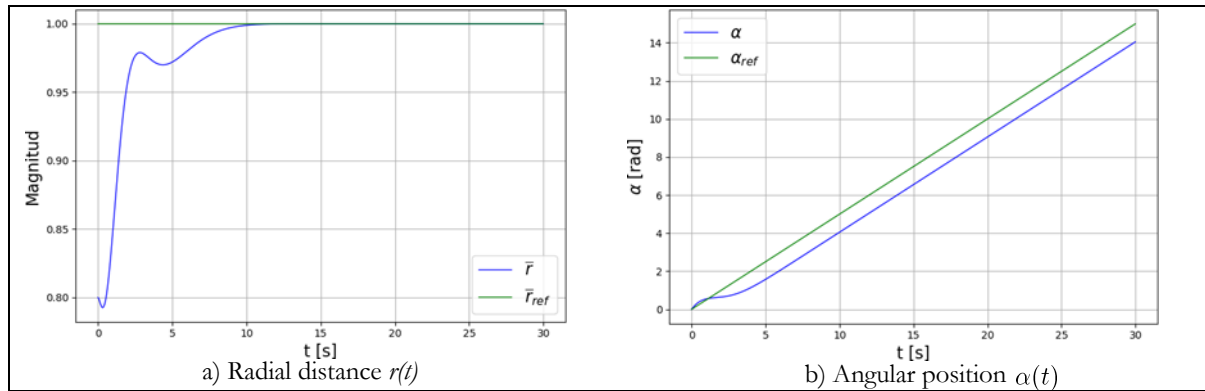 1.00
0.95
0.90
0.85
0.80
Magnitud
r̄
r̄ref
0 5 10 15 20 25 30
t [s]
a) Radial distance r(t)
14
12
10
8
6
4
2
0
α [rad]
α
αref
0 5 10 15 20 25 30
t [s]
b) Angular position α(t)